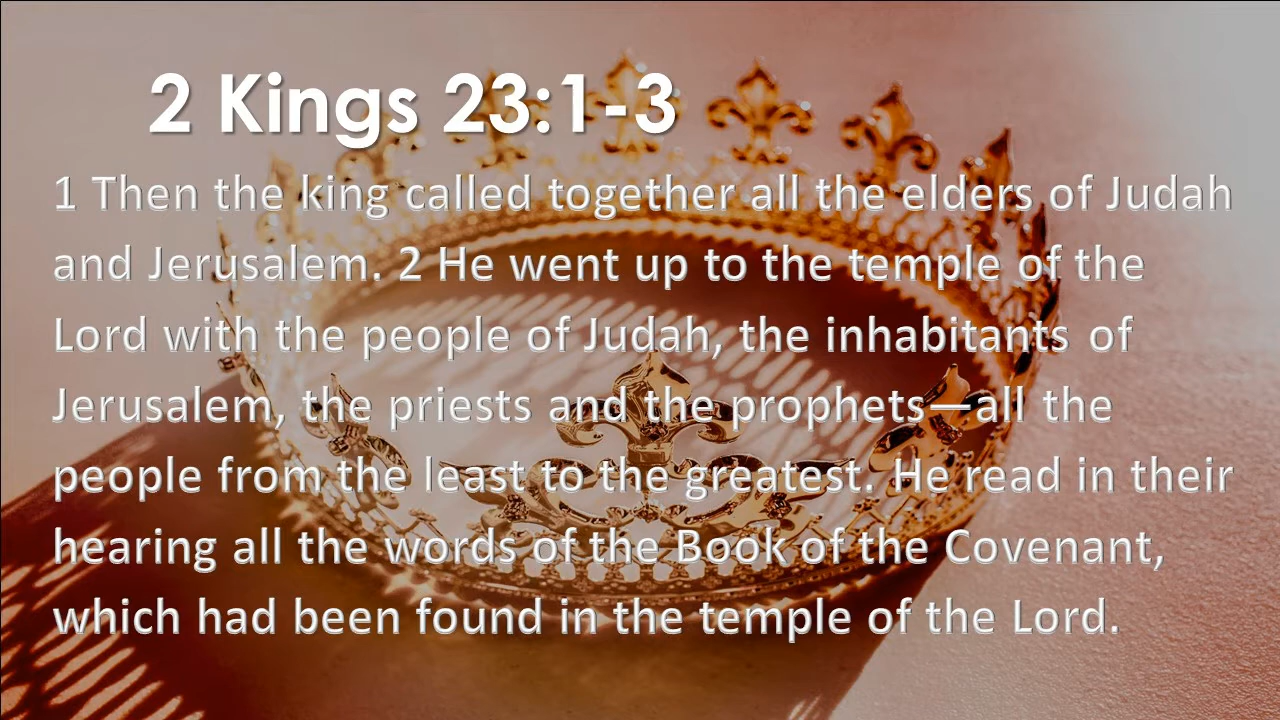 2 Kings 23:1-3
1 Then the king called together all the elders of Judah
and Jerusalem. 2 He went up to the temple of the
Lord with the people of Judah, the inhabitants of
Jerusalem, the priests and the prophets—all the
people from the least to the greatest. He read in their
hearing all the words of the Book of the Covenant,
which had been found in the temple of the Lord.